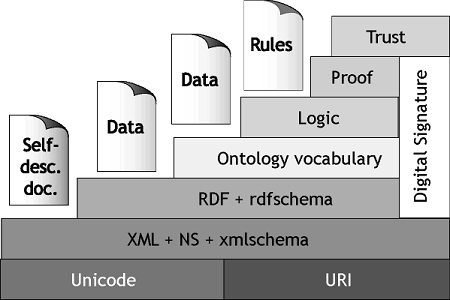 Rules
Trust
Data
Proof
Data
Logic
Self-
desc.
doc.
Ontology vocabulary
Digital Signature
RDF + rdfschema
XML + NS + xmlschema
Unicode
URI